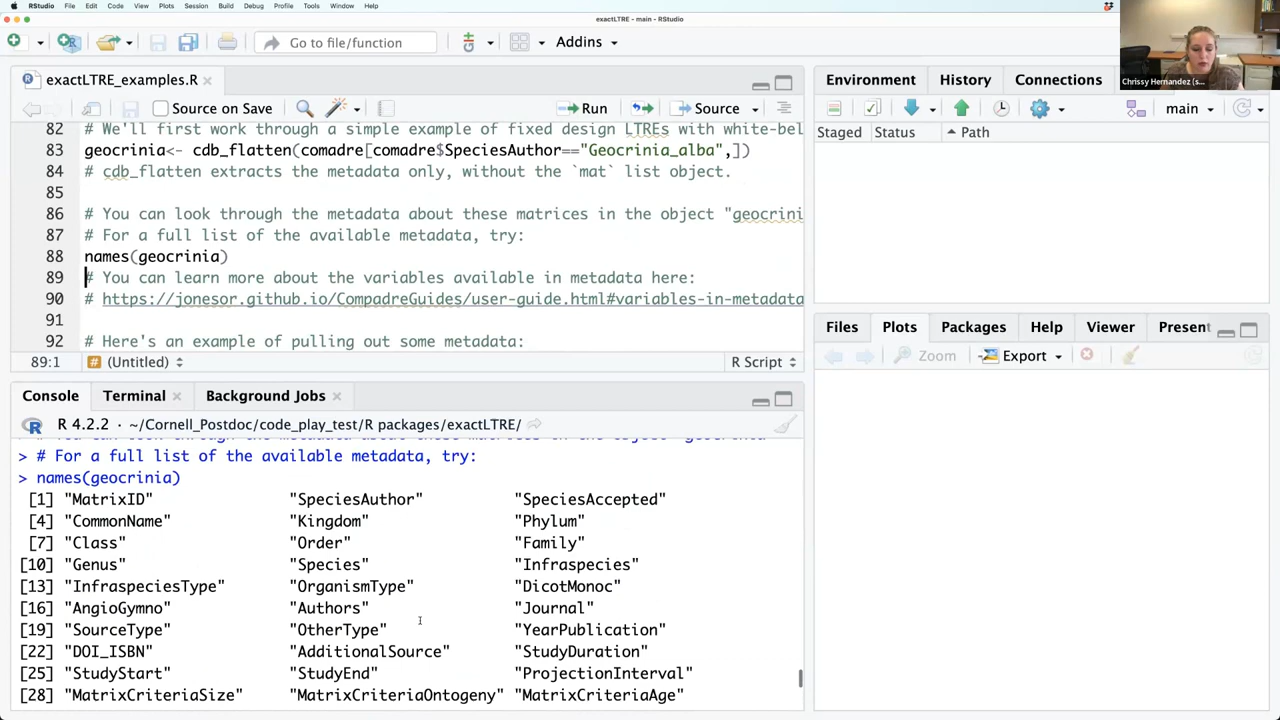 RStudio File Edit Code View Plots Session Build Debug Profile Tools Window Help
exactLTRE - main - RStudio
Go to file/function Addins
Chrissy Hernandez (s...
exactLTRE_examples.R
Source on Save Run Source
82 # We'll first work through a simple example of fixed design LTREs with white-bel
83 geocrinia<- cdb_flatten(comadre[comadre$SpeciesAuthor=="Geocrinia_alba",])
84 # cdb_flatten extracts the metadata only, without the `mat` list object.
85
86 # You can look through the metadata about these matrices in the object "geocrini
87 # For a full list of the available metadata, try:
88 names(geocrinia)
89 # You can learn more about the variables available in metadata here:
90 # https://jonesor.github.io/CompadreGuides/user-guide.html#variables-in-metadata
91
92 # Here's an example of pulling out some metadata:
89:1 # (Untitled) R Script
Console Terminal Background Jobs
R 4.2.2 · ~/Cornell_Postdoc/code_play_test/R packages/exactLTRE/
> # For a full list of the available metadata, try:
> names(geocrinia)
[1] "MatrixID" "SpeciesAuthor" "SpeciesAccepted"
[4] "CommonName" "Kingdom" "Phylum"
[7] "Class" "Order" "Family"
[10] "Genus" "Species" "Infraspecies"
[13] "InfraspeciesType" "OrganismType" "DicotMonoc"
[16] "AngioGymno" "Authors" "Journal"
[19] "SourceType" "OtherType" "YearPublication"
[22] "DOI_ISBN" "AdditionalSource" "StudyDuration"
[25] "StudyStart" "StudyEnd" "ProjectionInterval"
[28] "MatrixCriteriaSize" "MatrixCriteriaOntogeny" "MatrixCriteriaAge"
Environment History Connections
main
Staged Status Path
Files Plots Packages Help Viewer Present
Zoom Export